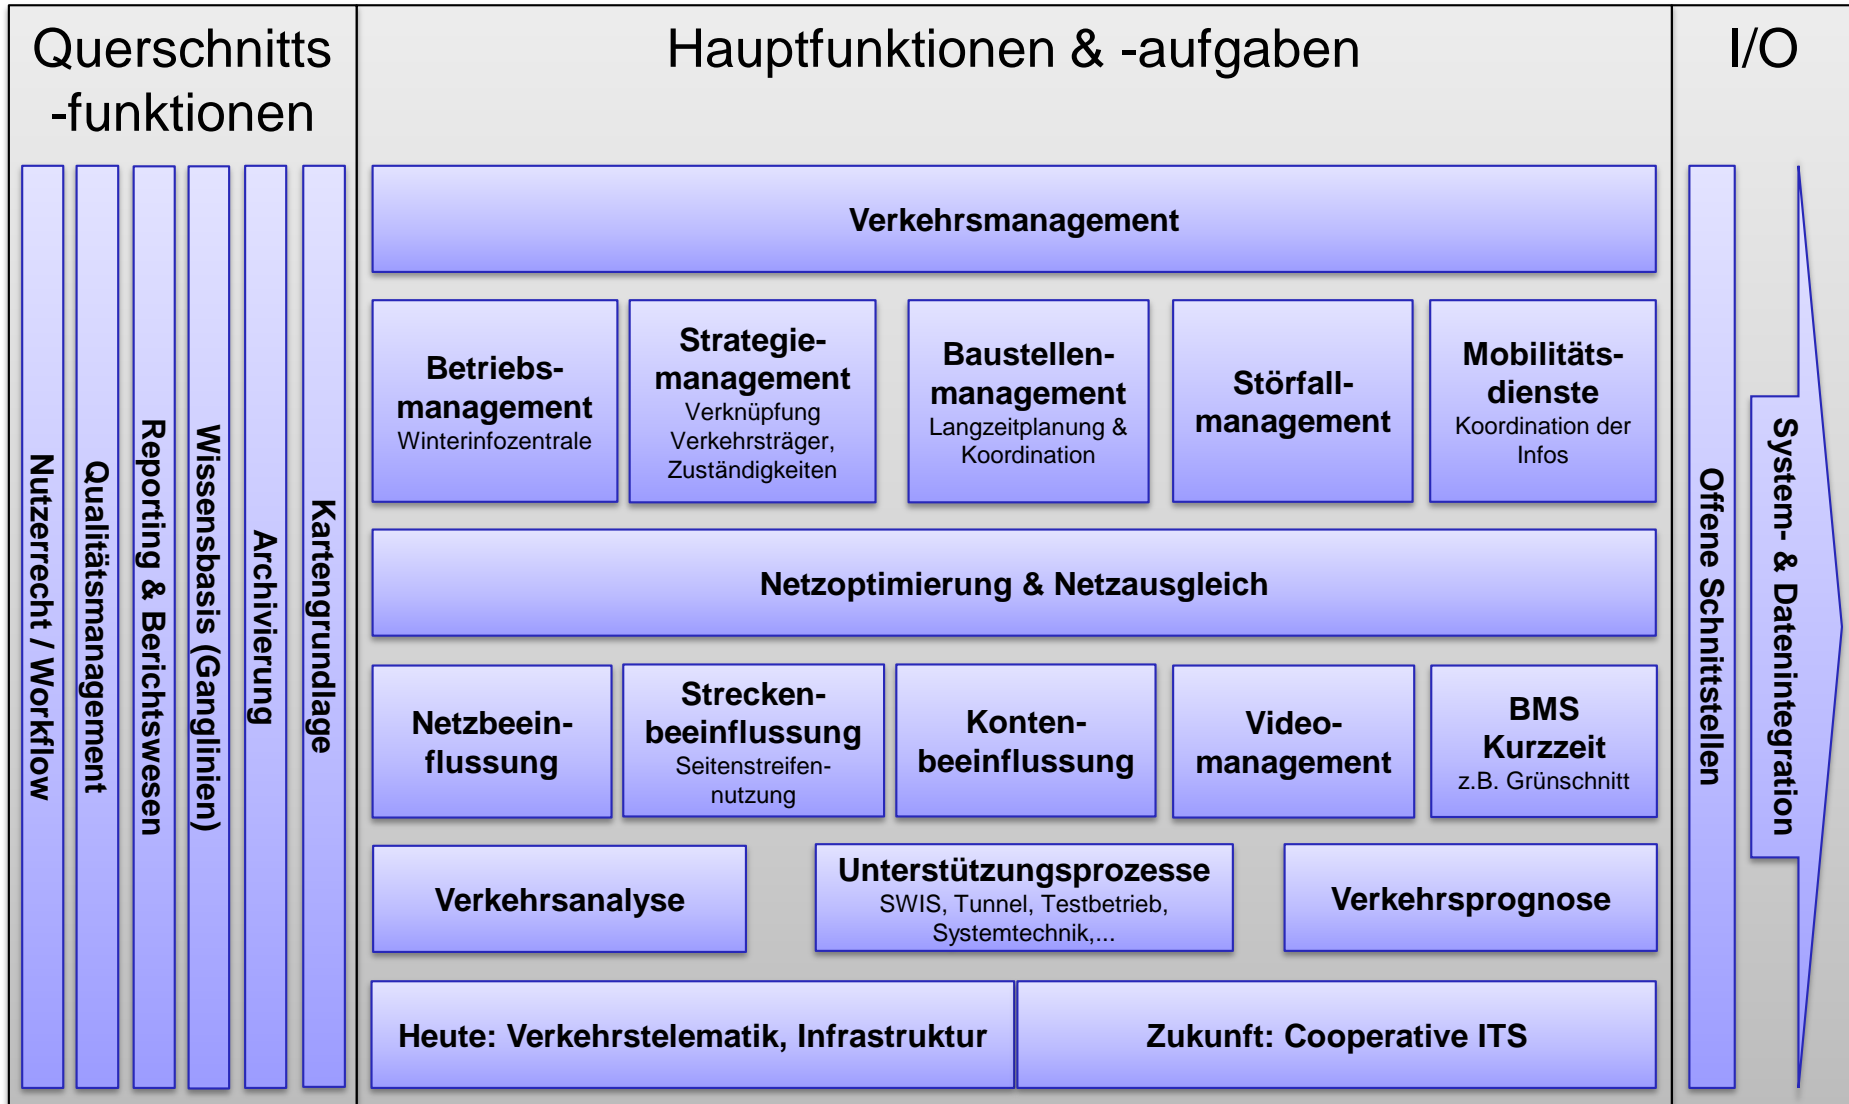 Querschnitts
-funktionen
Hauptfunktionen & -aufgaben
I/O
Nutzerrecht / Workflow
Qualitätsmanagement
Reporting & Berichtswesen
Wissensbasis (Ganglinien)
Archivierung
Kartengrundlage
Verkehrsmanagement
Betriebs-
management
Winterinfozentrale
Strategie-
management
Verknüpfung
Verkehrsträger,
Zuständigkeiten
Baustellen-
management
Langzeitplanung &
Koordination
Störfall-
management
Mobilitäts-
dienste
Koordination der
Infos
Netzoptimierung & Netzausgleich
Netzbeein-
flussung
Strecken-
beeinflussung
Seitenstreifen-
nutzung
Konten-
beeinflussung
Video-
management
BMS
Kurzzeit
z.B. Grünschnitt
Verkehrsanalyse
Unterstützungsprozesse
SWIS, Tunnel, Testbetrieb,
Systemtechnik,...
Verkehrsprognose
Heute: Verkehrstelematik, Infrastruktur
Zukunft: Cooperative ITS
Offene Schnittstellen
System- & Datenintegration